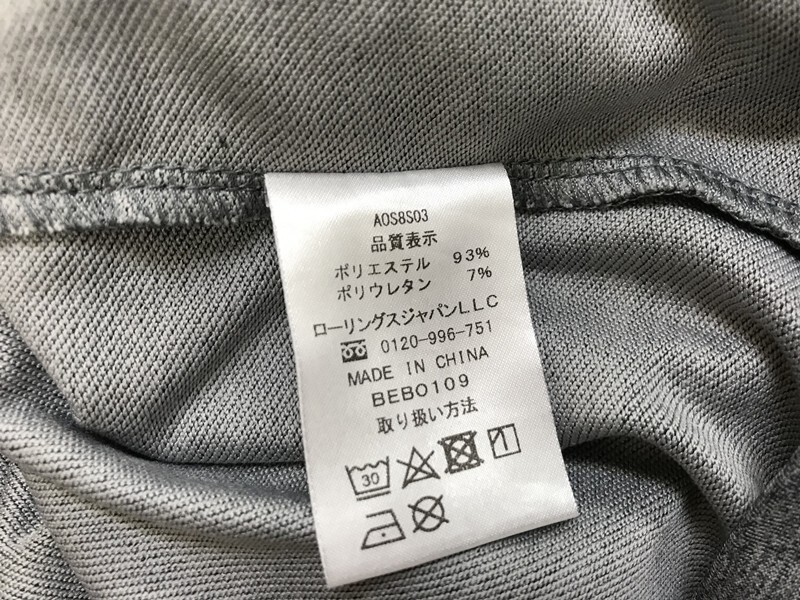 AOS8S03
品質表示
ポリエステル 93%
ポリウレタン 7%
ローリングスジャパンLLC
0120-996-751
MADE IN CHINA
BEBO109
取り扱い方法
30